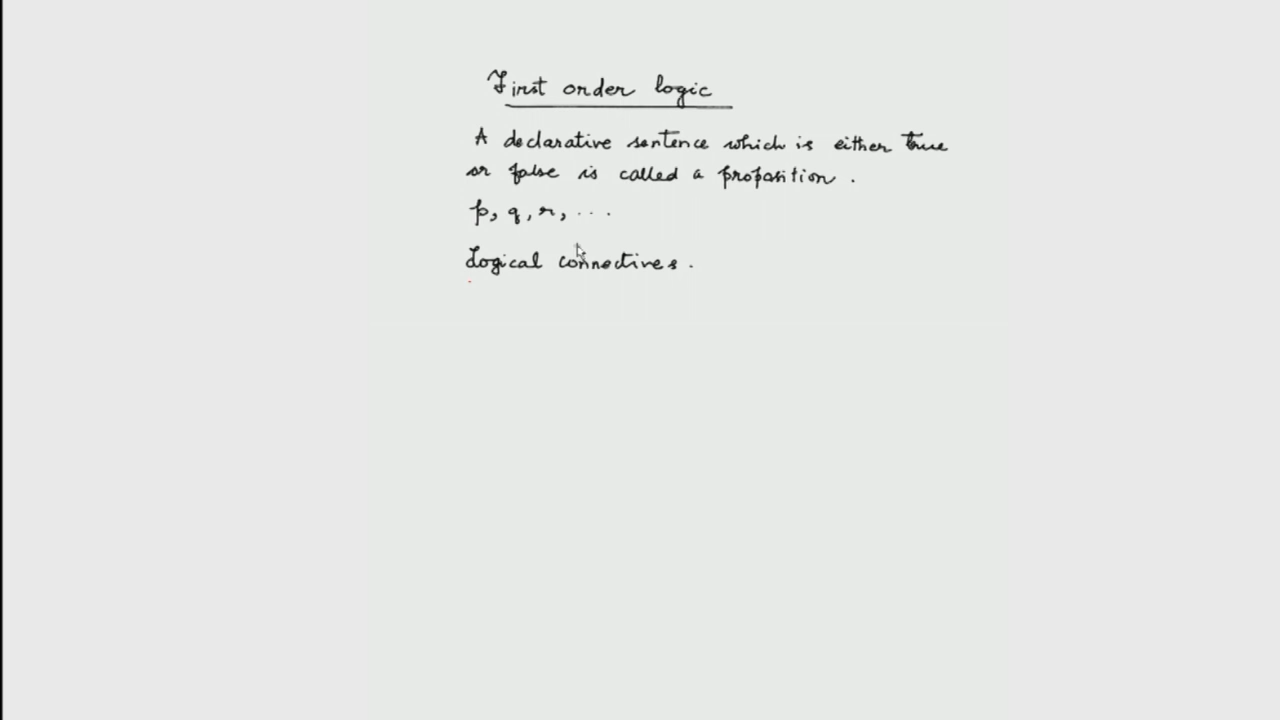 First order logic
A declarative sentence which is either true
or false is called a proposition.
p, q, r, ...
Logical connectives.